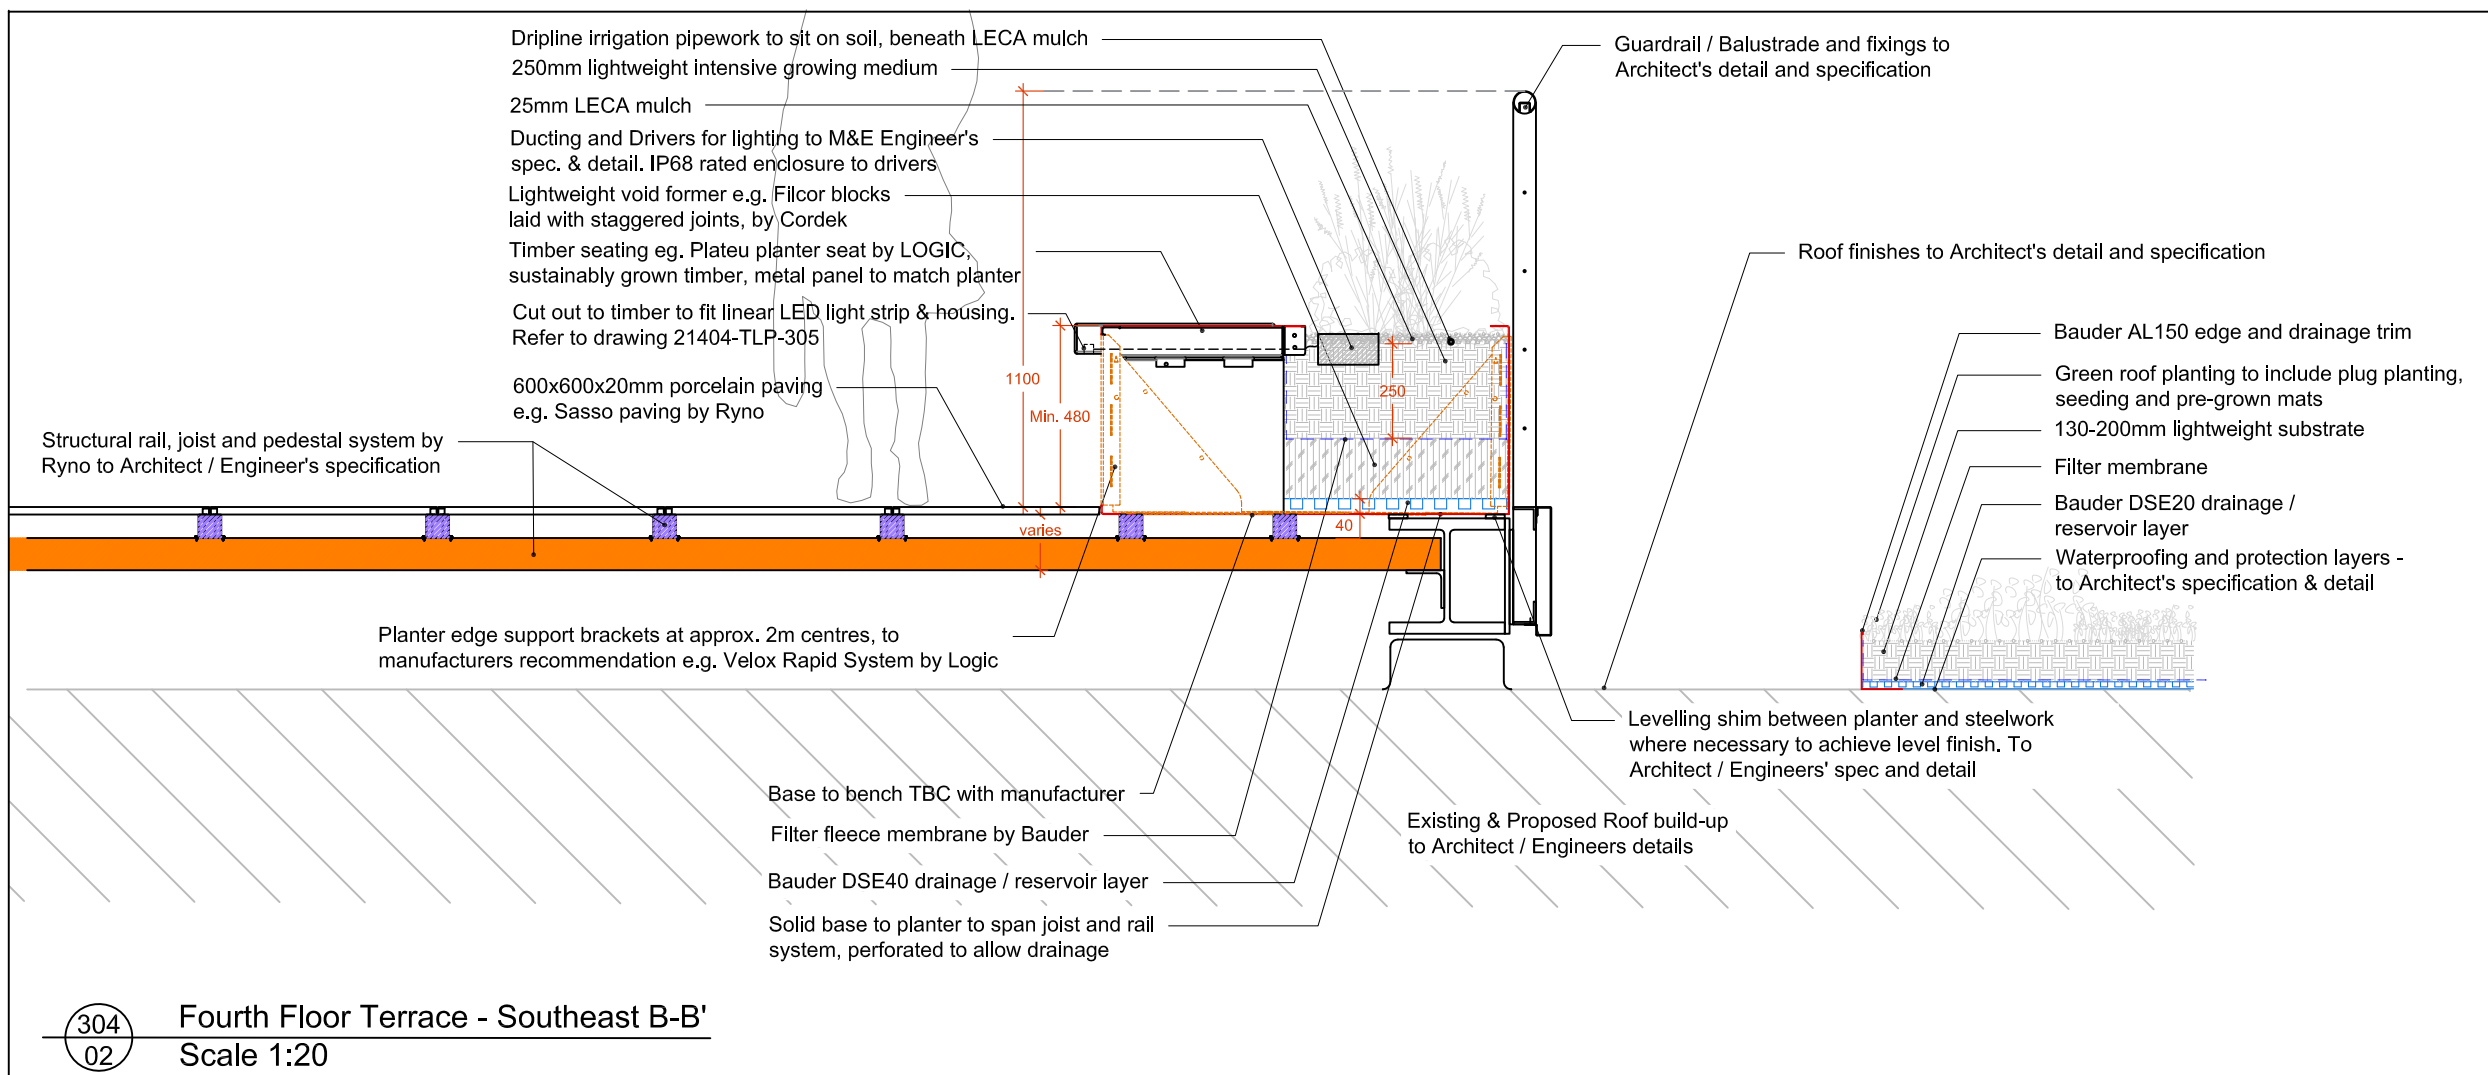 Dripline irrigation pipework to sit on soil, beneath LECA mulch
250mm lightweight intensive growing medium
25mm LECA mulch
Ducting and Drivers for lighting to M&E Engineer's
spec. & detail. IP68 rated enclosure to drivers
Lightweight void former e.g. Filcor blocks
laid with staggered joints, by Cordek
Timber seating eg. Plateu planter seat by LOGIC,
sustainably grown timber, metal panel to match planter
Cut out to timber to fit linear LED light strip & housing.
Refer to drawing 21404-TLP-305
600x600x20mm porcelain paving
e.g. Sasso paving by Ryno
Structural rail, joist and pedestal system by
Ryno to Architect / Engineer's specification
Guardrail / Balustrade and fixings to
Architect's detail and specification
Roof finishes to Architect's detail and specification
Bauder AL150 edge and drainage trim
Green roof planting to include plug planting,
seeding and pre-grown mats
130-200mm lightweight substrate
Filter membrane
Bauder DSE20 drainage /
reservoir layer
Waterproofing and protection layers -
to Architect's specification & detail
1100
Min. 480
250
40
varies
Planter edge support brackets at approx. 2m centres, to
manufacturers recommendation e.g. Velox Rapid System by Logic
Levelling shim between planter and steelwork
where necessary to achieve level finish. To
Architect / Engineers' spec and detail
Base to bench TBC with manufacturer
Filter fleece membrane by Bauder
Bauder DSE40 drainage / reservoir layer
Solid base to planter to span joist and rail
system, perforated to allow drainage
Existing & Proposed Roof build-up
to Architect / Engineers details
304
02
Fourth Floor Terrace - Southeast B-B'
Scale 1:20